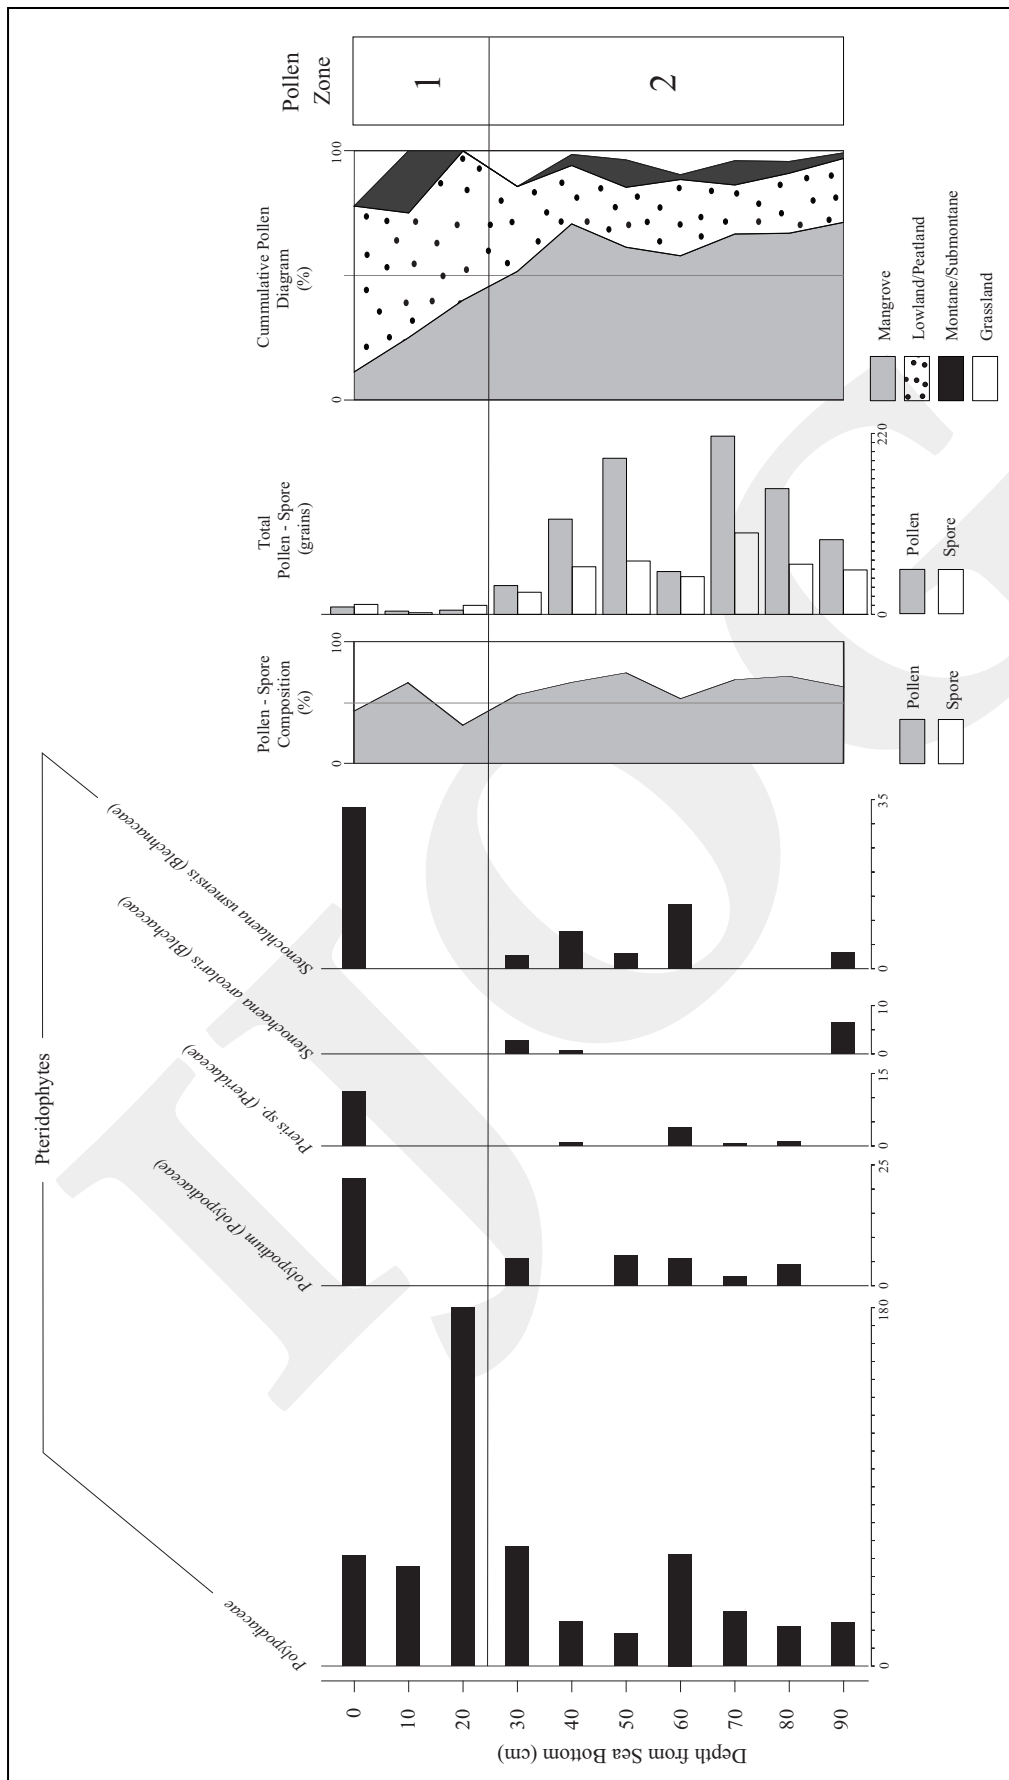 Pteridophytes
Polypodiaceae
Polypodium (Polypodiaceae)
Pteris sp. (Pteridaceae)
Stenochaena areolaris (Blechaceae)
Stenochlaena usmensis (Blechnaceae)
Pollen - Spore
Composition
(%)
Total
Pollen - Spore
(grains)
Cummulative Pollen
Diagram
(%)
Pollen
Zone
0 100
0 100
1
2
Depth from Sea Bottom (cm)
0
10
20
30
40
50
60
70
80
90
0 180
0 25
0 15
0 10
0 35
0 220
Pollen
Spore
Pollen
Spore
Mangrove
Lowland/Peatland
Montane/Submontane
Grassland
IJOG